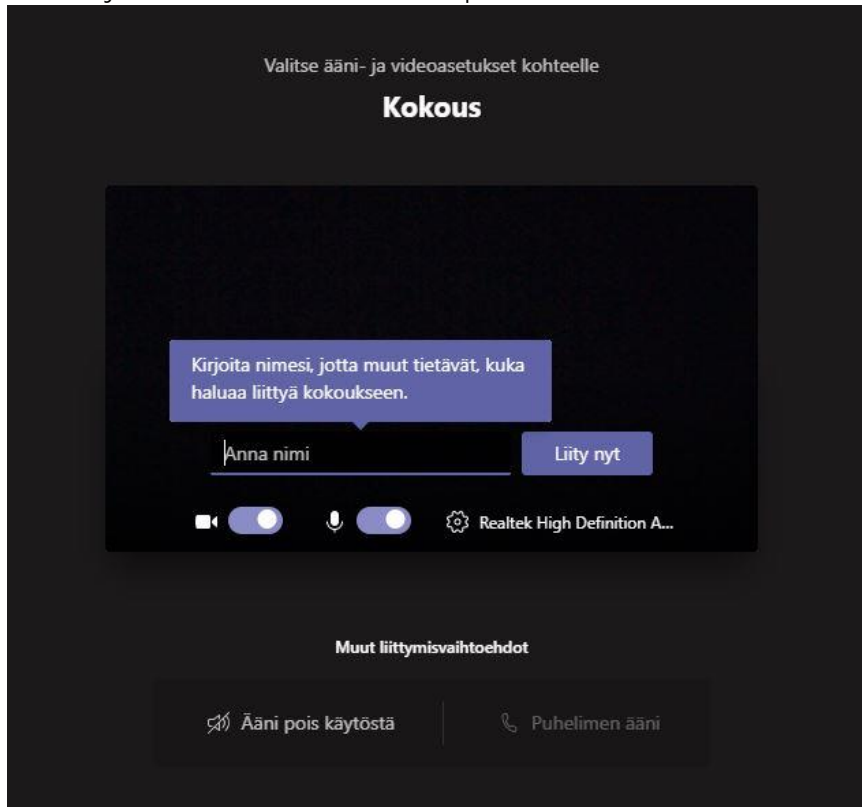 Valitse ääni- ja videoasetukset kohteelle
Kokous
Kirjoita nimesi, jotta muut tietävät, kuka
haluaa liittyä kokoukseen.
Anna nimi
Liity nyt
Realtek High Definition A...
Muut liittymisvaihtoehdot
Ääni pois käytöstä
Puhelimen ääni